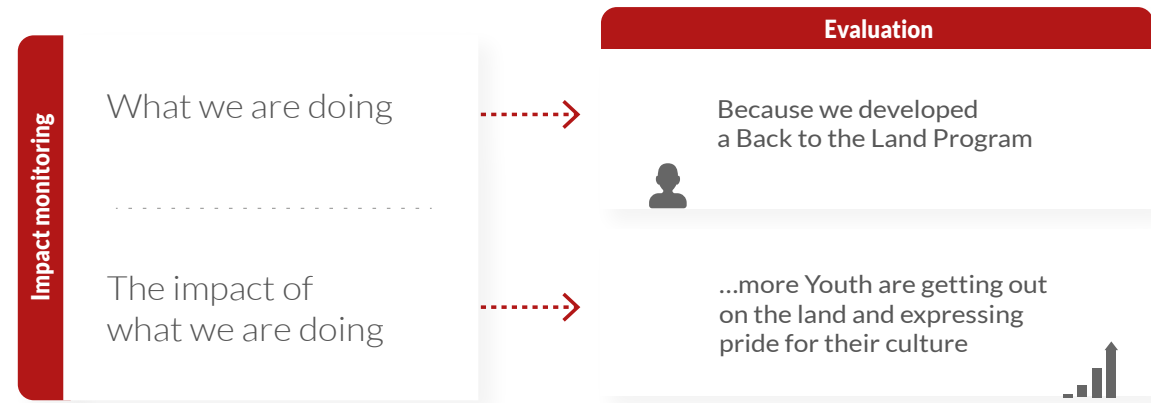 Evaluation
Impact monitoring
What we are doing
Because we developed
a Back to the Land Program
The impact of
what we are doing
...more Youth are getting out
on the land and expressing
pride for their culture